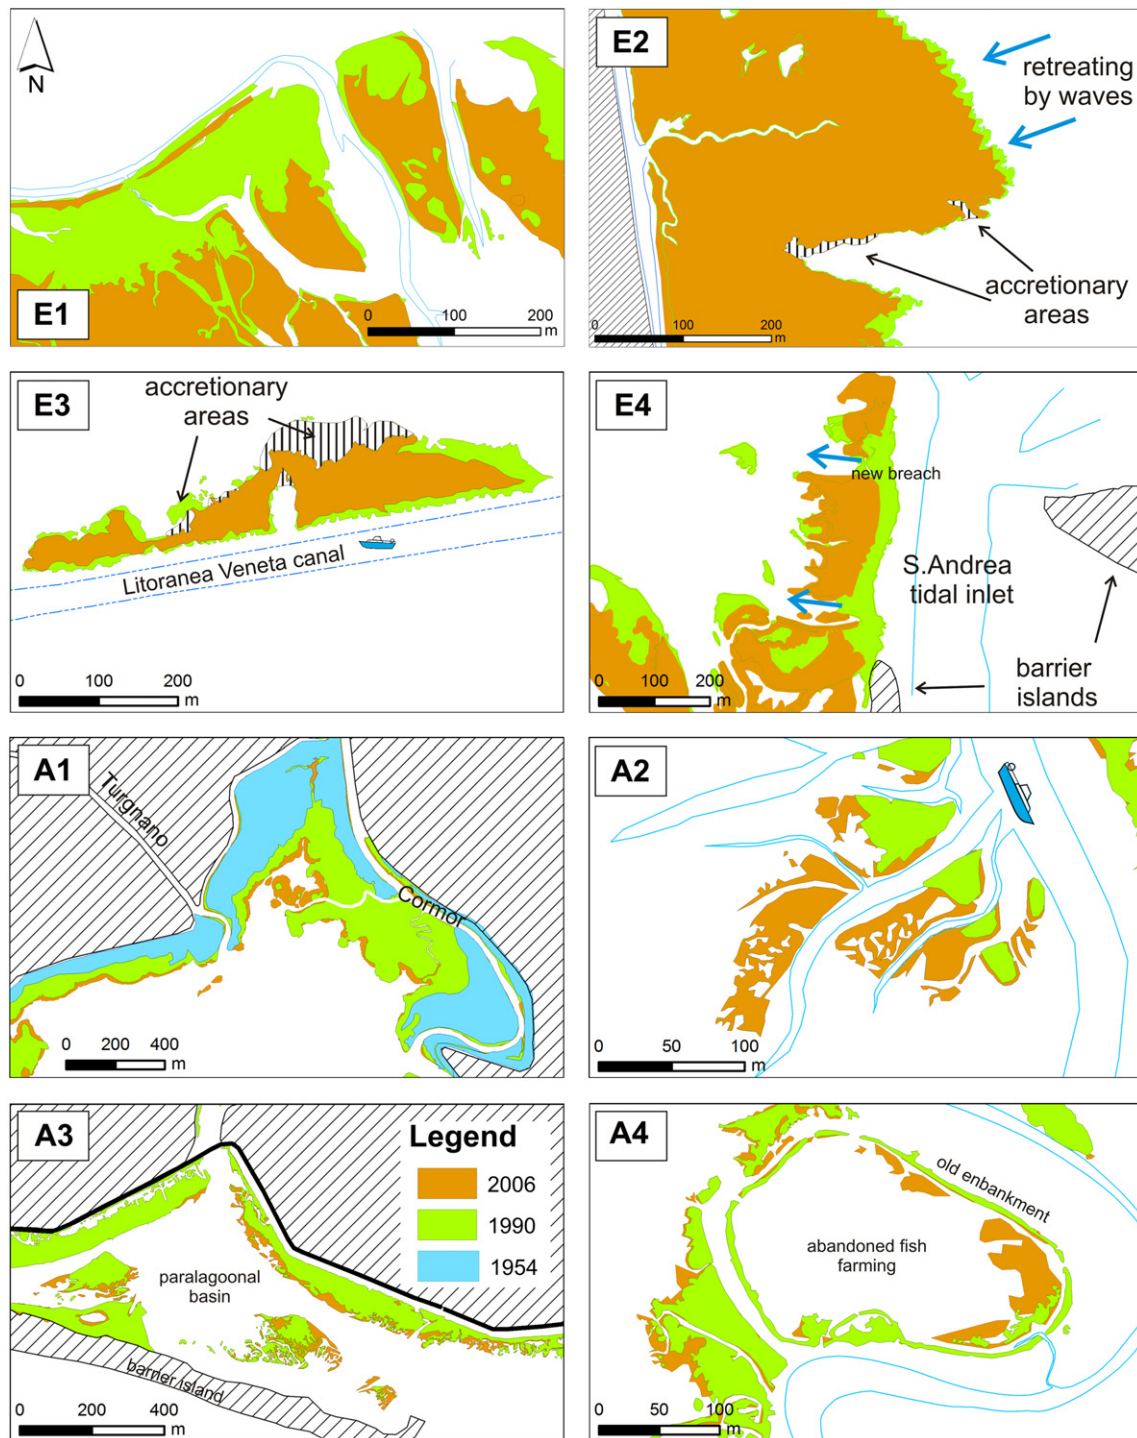 N
E1
0 100 200
m
E2
retreating
by waves
accretionary
areas
0 100 200
m
E3
accretionary
areas
Litoranea Veneta canal
0 100 200
m
E4
new breach
S.Andrea
tidal inlet
barrier
islands
0 100 200
m
A1
Turgnano
Cormor
0 200 400
m
A2
0 50 100
m
A3
Legend
2006
1990
1954
paralagoonal
basin
barrier island
0 200 400
m
A4
old enbankment
abandoned fish
farming
0 50 100
m